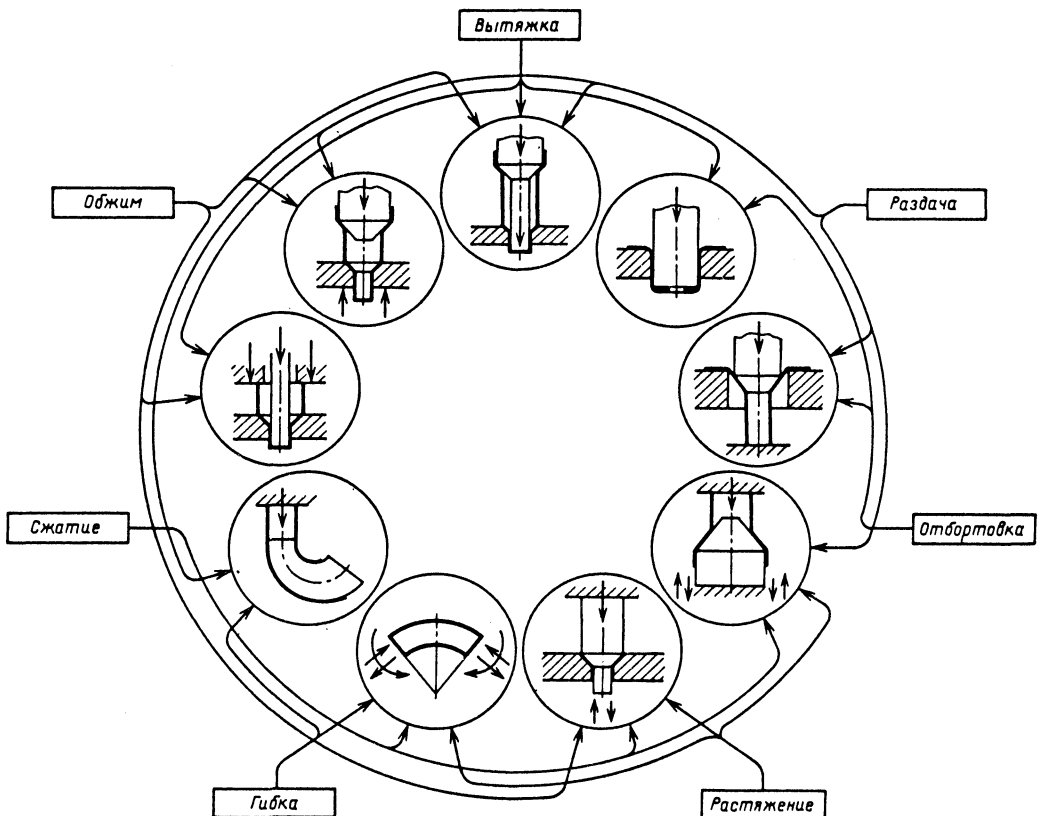 Вытяжка
Обжим
Раздача
Сжатие
Отбортовка
Гибка
Растяжение